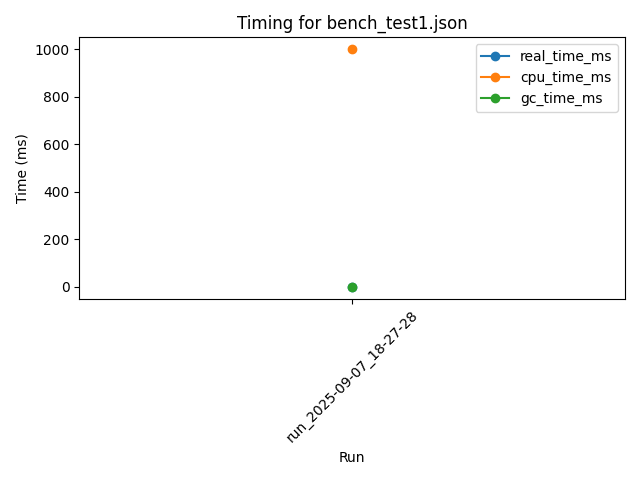 Timing for bench_test1.json
Time (ms)
1000
800
600
400
200
0
real_time_ms
cpu_time_ms
gc_time_ms
run_2025-09-07_18-27-28
Run